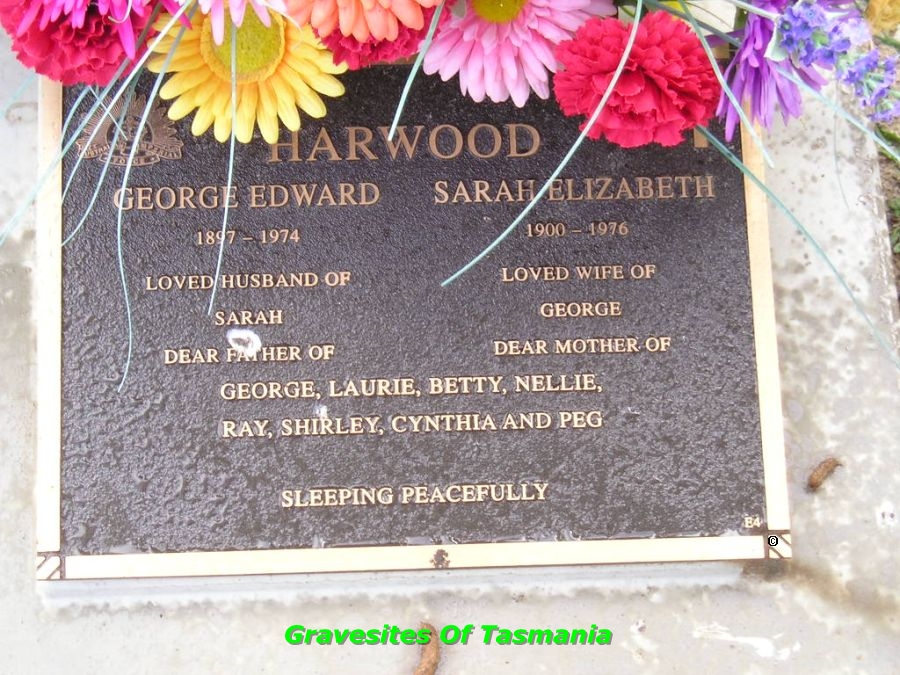 HARWOOD
GEORGE EDWARD
1897 – 1974
LOVED HUSBAND OF
SARAH
DEAR FATHER OF
SARAH ELIZABETH
1900 – 1976
LOVED WIFE OF
GEORGE
DEAR MOTHER OF
GEORGE, LAURIE, BETTY, NELLIE,
RAY, SHIRLEY, CYNTHIA AND PEG
SLEEPING PEACEFULLY
E4
©
Gravesites Of Tasmania